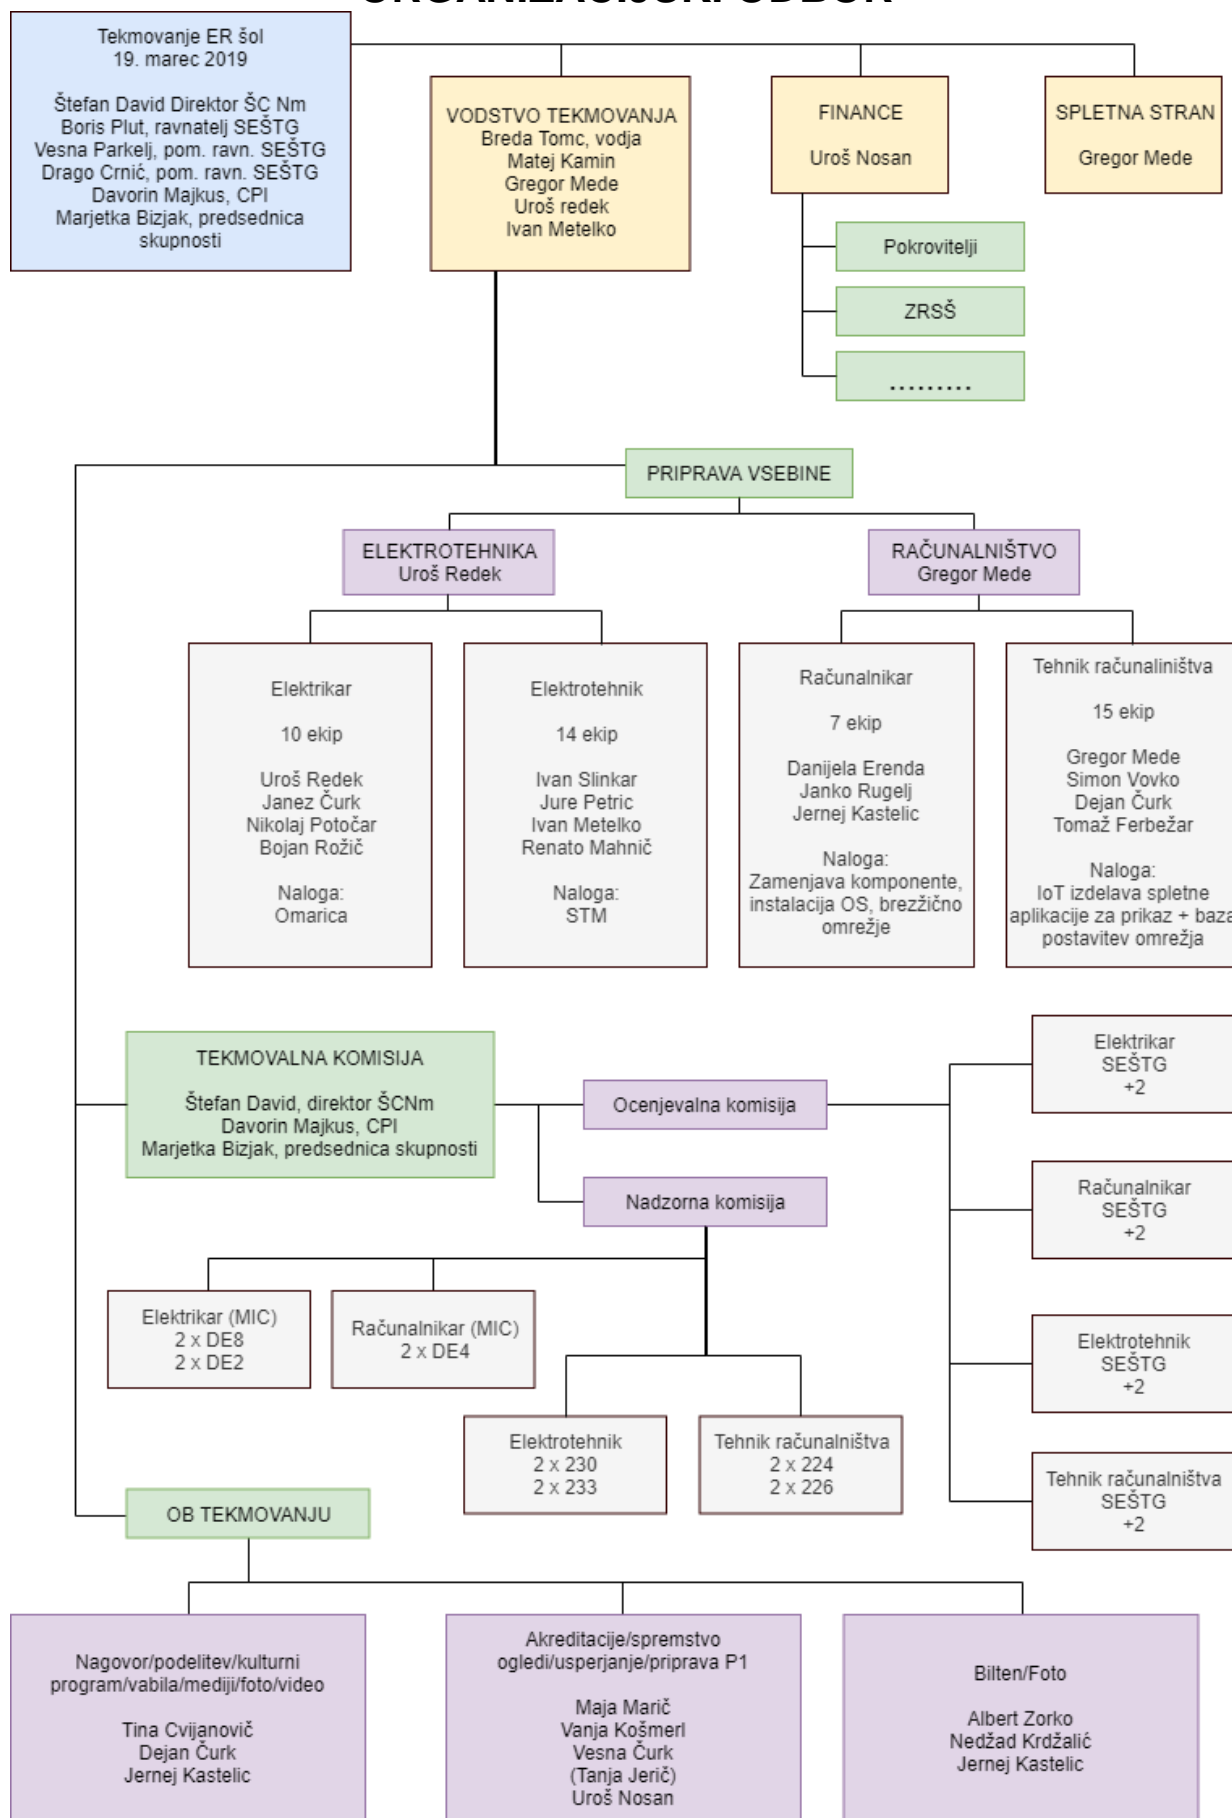 ORGANIZACIJSKI ODBOR
Tekmovanje ER šol
19. marec 2019
Štefan David Direktor ŠC Nm
Boris Plut, ravnatelj SEŠTG
Vesna Parkelj, pom. ravn. SEŠTG
Drago Crnić, pom. ravn. SEŠTG
Davorin Majkus, CPI
Marjetka Bizjak, predsednica
skupnosti
VODSTVO TEKMOVANJA
Breda Tomc, vodja
Matej Kamin
Gregor Mede
Uroš redek
Ivan Metelko
FINANCE
Uroš Nosan
SPLETNA STRAN
Gregor Mede
Pokrovitelji
ZRSŠ
.........
PRIPRAVA VSEBINE
ELEKTROTEHNIKA
Uroš Redek
RAČUNALNIŠTVO
Gregor Mede
Elektrikar
10 ekip
Uroš Redek
Janez Čurk
Nikolaj Potočar
Bojan Rožič
Naloga:
Omarica
Elektrotehnik
14 ekip
Ivan Slinkar
Jure Petric
Ivan Metelko
Renato Mahnič
Naloga:
STM
Računalnikar
7 ekip
Danijela Erenda
Janko Rugelj
Jernej Kastelic
Naloga:
Zamenjava komponente,
instalacija OS, brezžično
omrežje
Tehnik računaliništva
15 ekip
Gregor Mede
Simon Vovko
Dejan Čurk
Tomaž Ferbežar
Naloga:
IoT izdelava spletne
aplikacije za prikaz + baza
postavitev omrežja
TEKMOVALNA KOMISIJA
Štefan David, direktor ŠCNm
Davorin Majkus, CPI
Marjetka Bizjak, predsednica skupnosti
Ocenjevalna komisija
Nadzorna komisija
Elektrikar
SEŠTG
+2
Računalnikar
SEŠTG
+2
Elektrotehnik
SEŠTG
+2
Tehnik računalništva
SEŠTG
+2
Elektrikar (MIC)
2 x DE8
2 x DE2
Računalnikar (MIC)
2 x DE4
Elektrotehnik
2 x 230
2 x 233
Tehnik računalništva
2 x 224
2 x 226
OB TEKMOVANJU
Nagovor/podelitev/kulturni
program/vabila/mediji/foto/video
Tina Cvijanovič
Dejan Čurk
Jernej Kastelic
Akreditacije/spremstvo
ogledi/usperjanje/priprava P1
Maja Marič
Vanja Košmerl
Vesna Čurk
(Tanja Jerič)
Uroš Nosan
Bilten/Foto
Albert Zorko
Nedžad Krdžalić
Jernej Kastelic